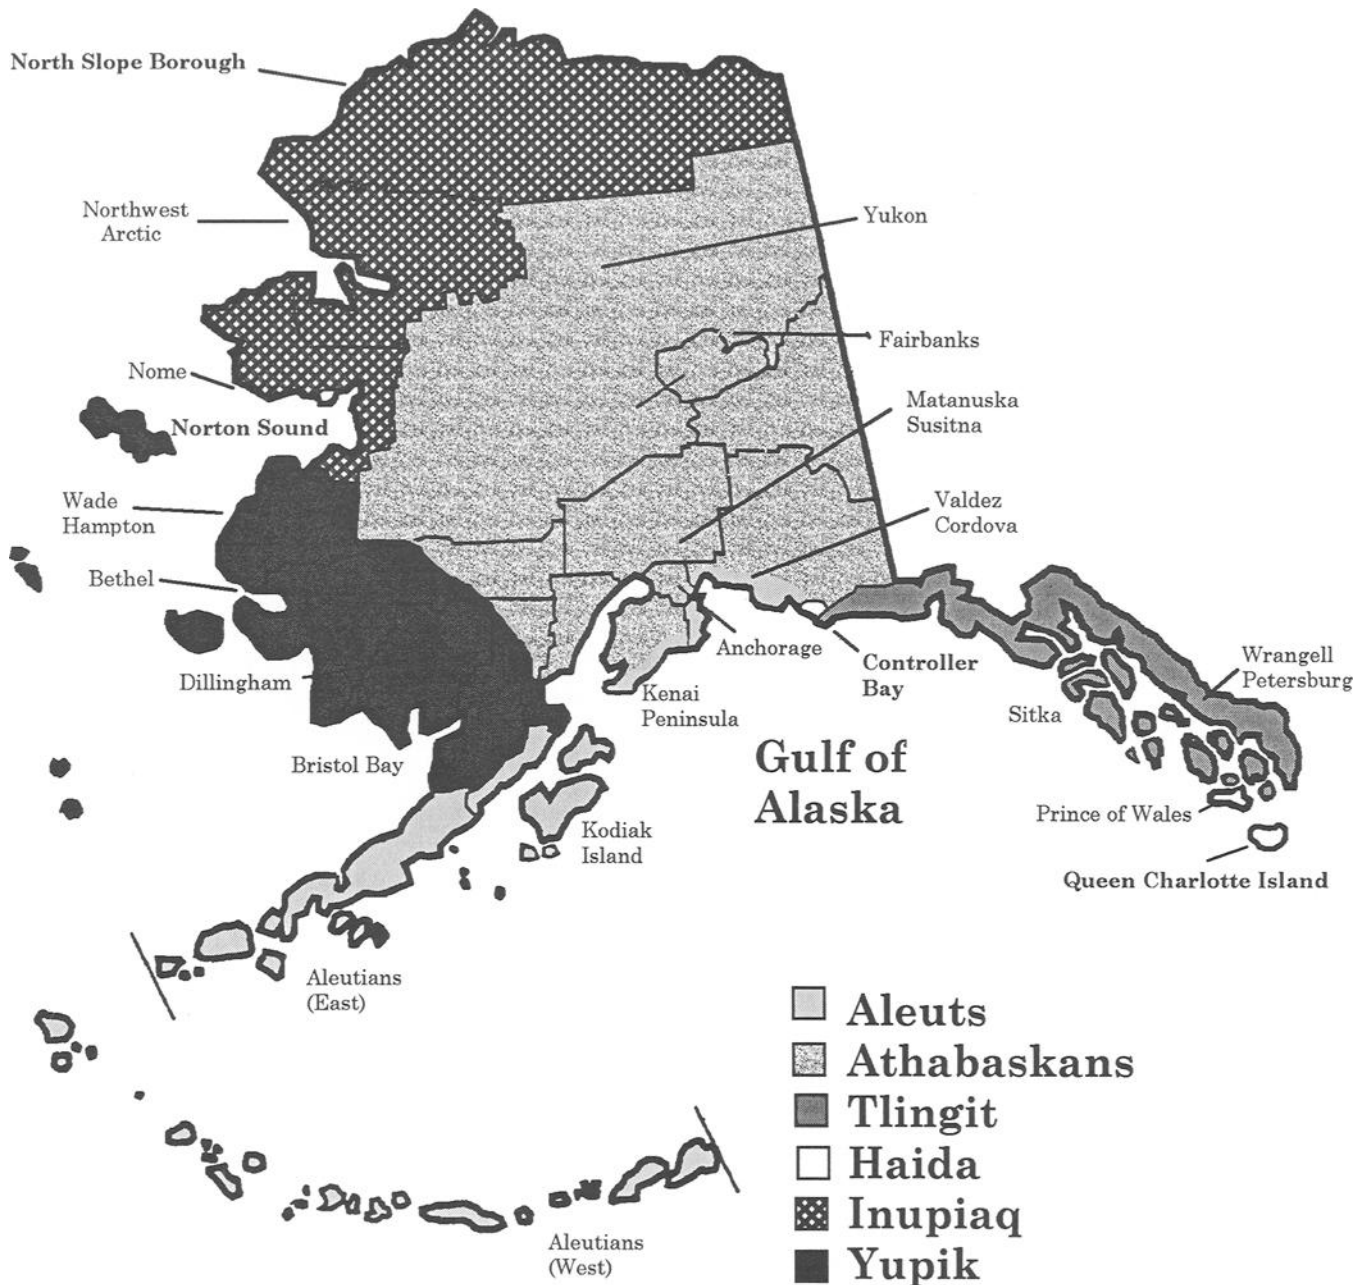 North Slope Borough
Northwest
Arctic
Yukon
Fairbanks
Nome
Matanuska
Susitna
Norton Sound
Wade
Hampton
Valdez
Cordova
Bethel
Anchorage
Controller
Bay
Wrangell
Petersburg
Dillingham
Kenai
Peninsula
Sitka
Bristol Bay
Gulf of
Alaska
Prince of Wales
Kodiak
Island
Queen Charlotte Island
Aleutians
(East)
Aleuts
Athabaskans
Tlingit
Haida
Inupiaq
Yupik
Aleutians
(West)